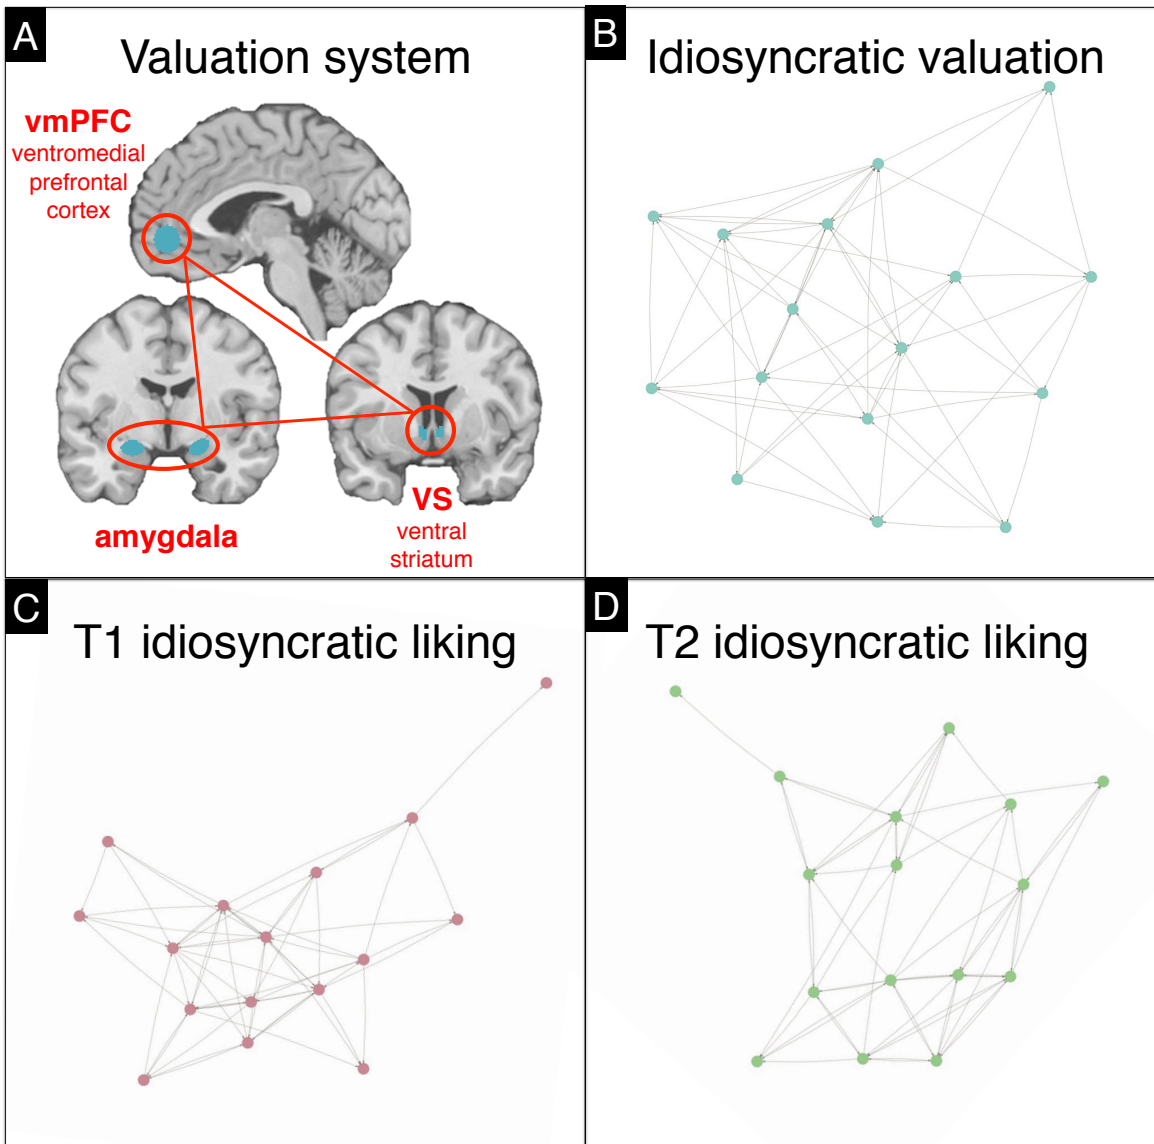 A
Valuation system
vmPFC
ventromedial
prefrontal
cortex
amygdala
VS
ventral
striatum
B
Idiosyncratic valuation
C
T1 idiosyncratic liking
D
T2 idiosyncratic liking